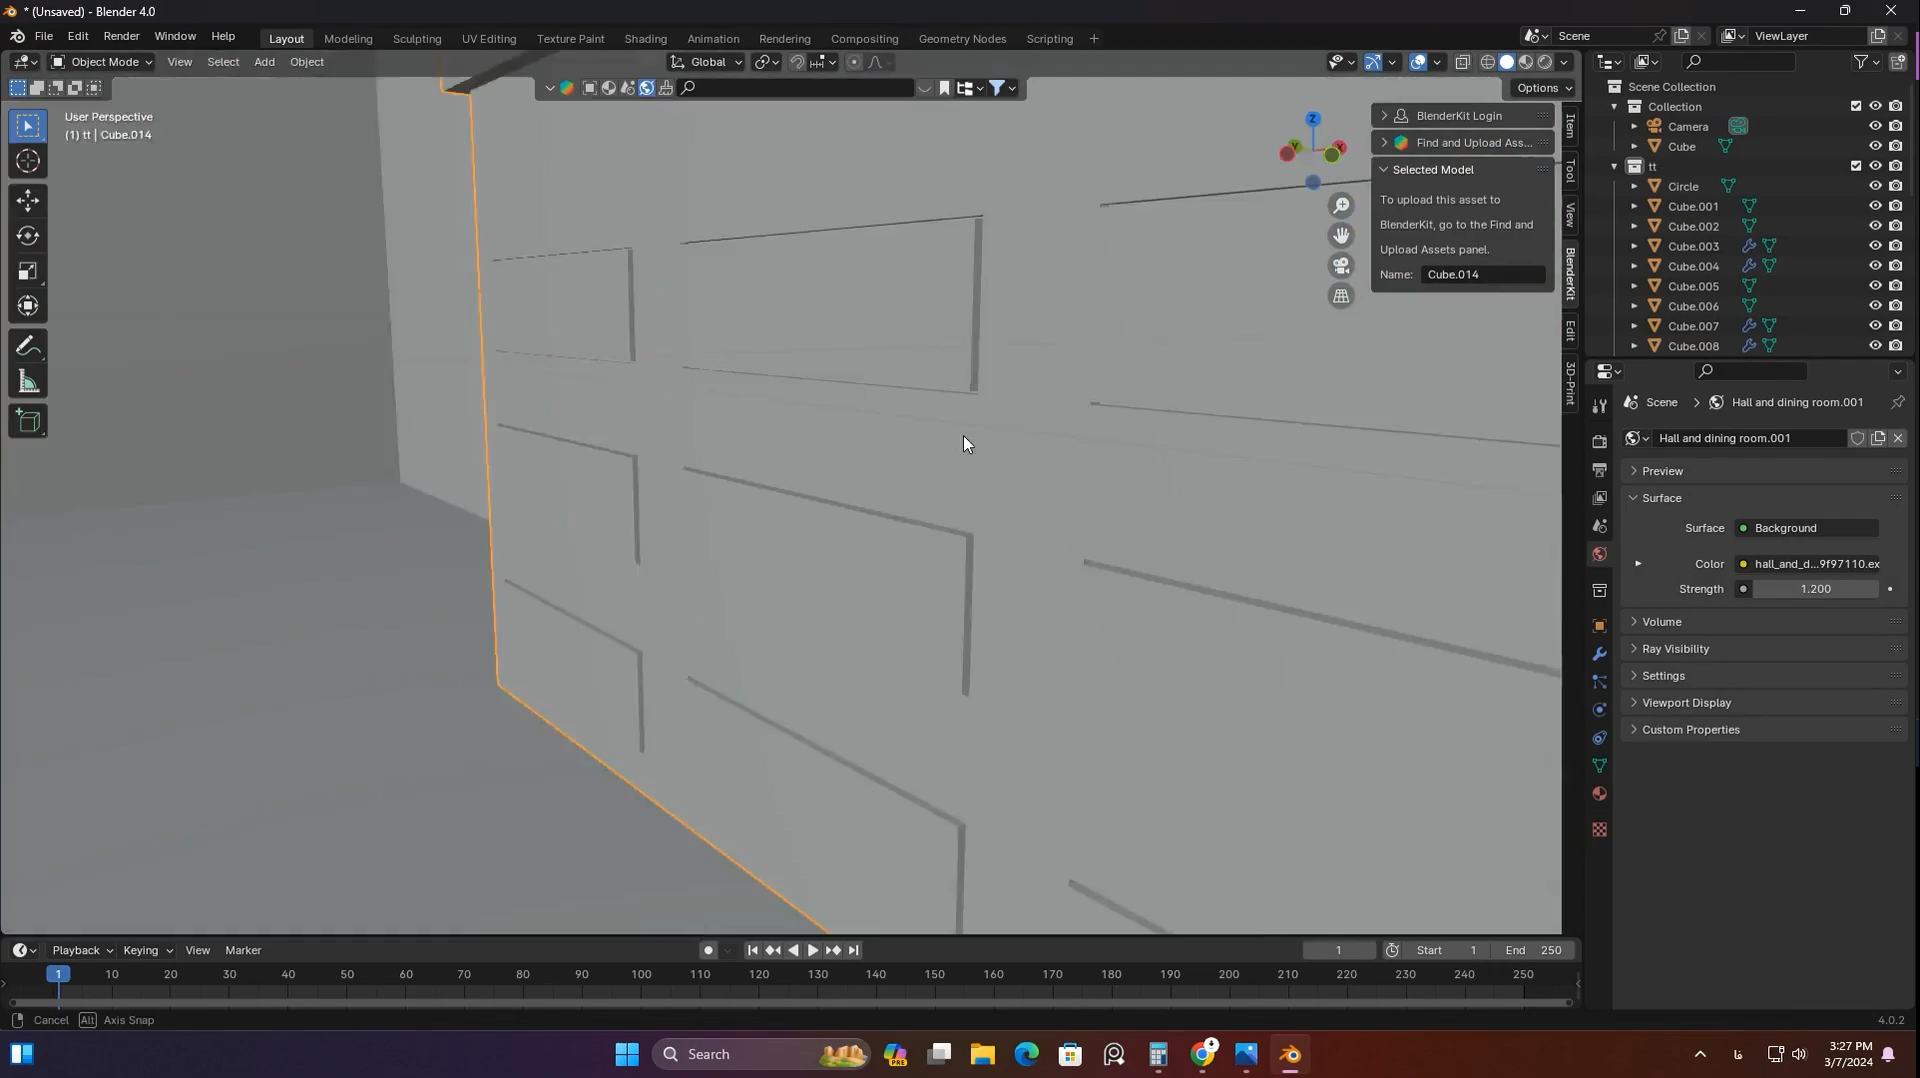 * (Unsaved) - Blender 4.0
File Edit Render Window Help
Layout Modeling Sculpting UV Editing Texture Paint Shading Animation Rendering Compositing Geometry Nodes Scripting +
Scene
ViewLayer
Object Mode View Select Add Object
Global
Options
User Perspective
(1) tt | Cube.014
Z
Y
X
BlenderKit Login
Find and Upload Ass...
Selected Model
To upload this asset to
BlenderKit, go to the Find and
Upload Assets panel.
Name: Cube.014
Item
Tool
View
BlenderKit
Edit
3D-Print
Scene Collection
Collection
Camera
Cube
tt
Circle
Cube.001
Cube.002
Cube.003
Cube.004
Cube.005
Cube.006
Cube.007
Cube.008
Scene > Hall and dining room.001
Hall and dining room.001
Preview
Surface
Surface Background
Color hall_and_d...9f97110.ex
Strength 1.200
Volume
Ray Visibility
Settings
Viewport Display
Custom Properties
Playback Keying View Marker
1 Start 1 End 250
1 10 20 30 40 50 60 70 80 90 100 110 120 130 140 150 160 170 180 190 200 210 220 230 240 250
Cancel Alt Axis Snap
4.0.2
Search
PRE
فا
3:27 PM
3/7/2024